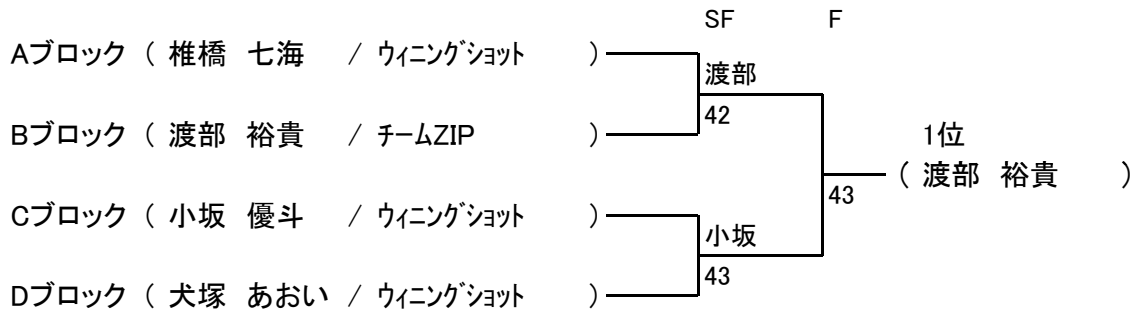 SF F
Aブロック ( 椎橋 七海 / ウィニングショット )
渡部
42
Bブロック ( 渡部 裕貴 / チームZIP )
1位
( 渡部 裕貴 )
43
Cブロック ( 小坂 優斗 / ウィニングショット )
小坂
43
Dブロック ( 犬塚 あおい / ウィニングショット )